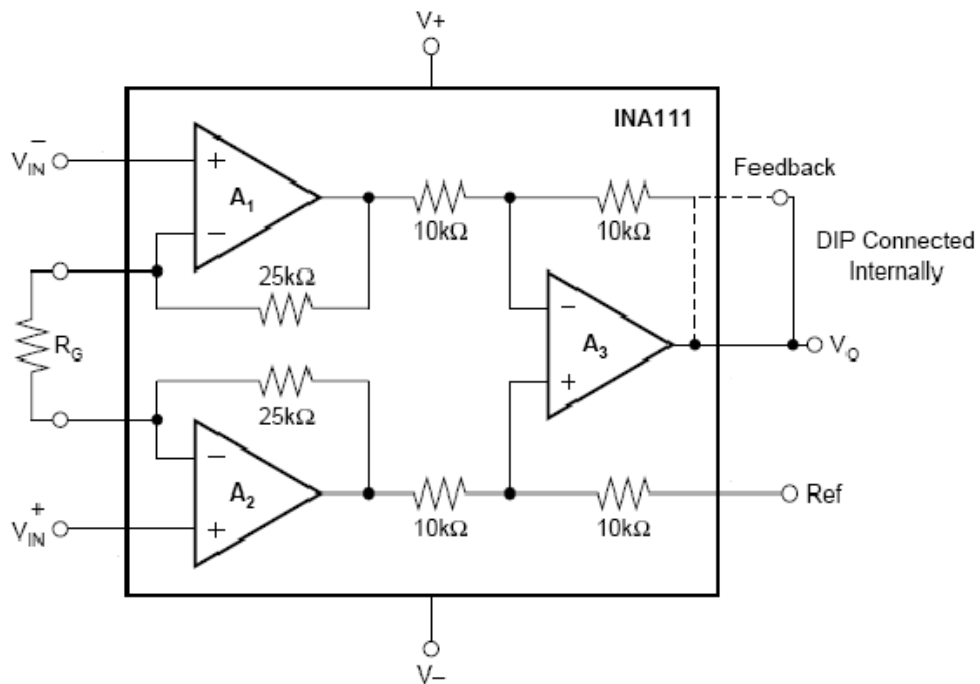 V+
INA111
V–IN
+
A1
–
Feedback
10kΩ
10kΩ
DIP Connected
Internally
25kΩ
RG
–
A3
+
VO
25kΩ
–
A2
+
V+IN
10kΩ
10kΩ
Ref
V–